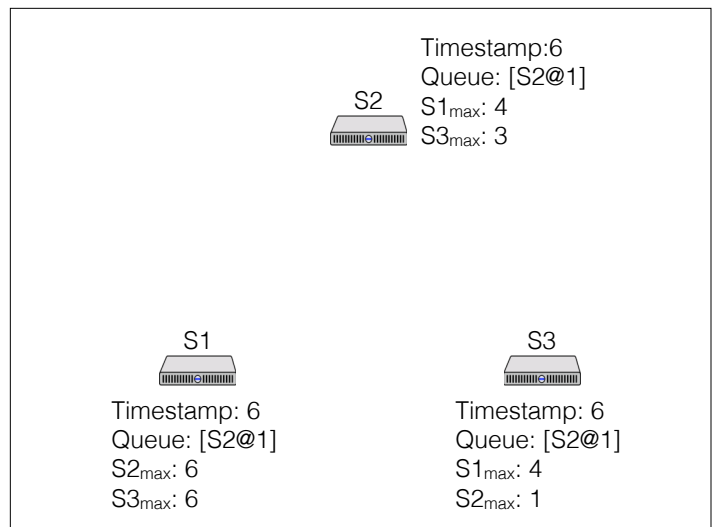 Timestamp:6
Queue: [S2@1]
S2
S1max: 4
S3max: 3
S1
Timestamp: 6
Queue: [S2@1]
S2max: 6
S3max: 6
S3
Timestamp: 6
Queue: [S2@1]
S1max: 4
S2max: 1